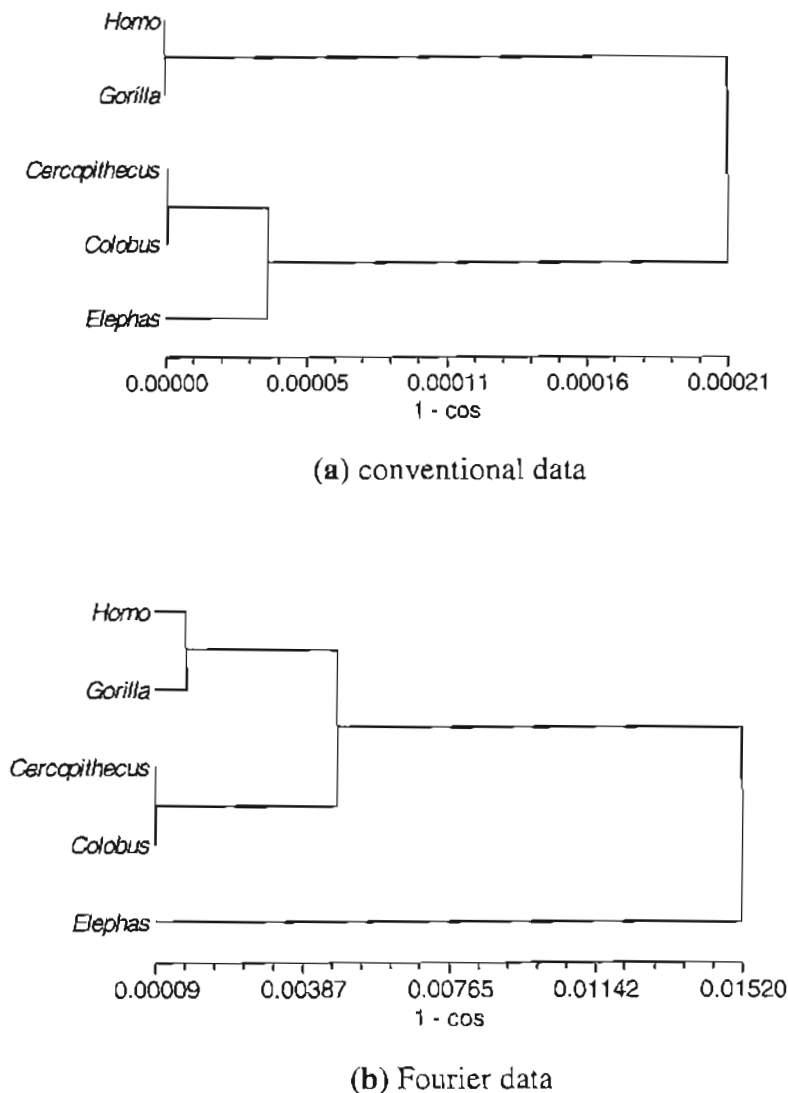 Homo
Gorilla
Cercopithecus
Colobus
Elephas
0.00000 0.00005 0.00011 0.00016 0.00021
1 - cos
(a) conventional data
Homo
Gorilla
Cercopithecus
Colobus
Elephas
0.00009 0.00387 0.00765 0.01142 0.01520
1 - cos
(b) Fourier data